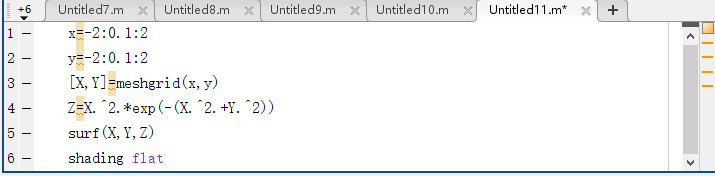 +6 Untitled7.m × Untitled8.m × Untitled9.m × Untitled10.m × Untitled11.m* × +
1 — x=-2:0.1:2
2 — y=-2:0.1:2
3 — [X,Y]=meshgrid(x,y)
4 — Z=X.^2.*exp(-(X.^2.+Y.^2))
5 — surf(X,Y,Z)
6 — shading flat